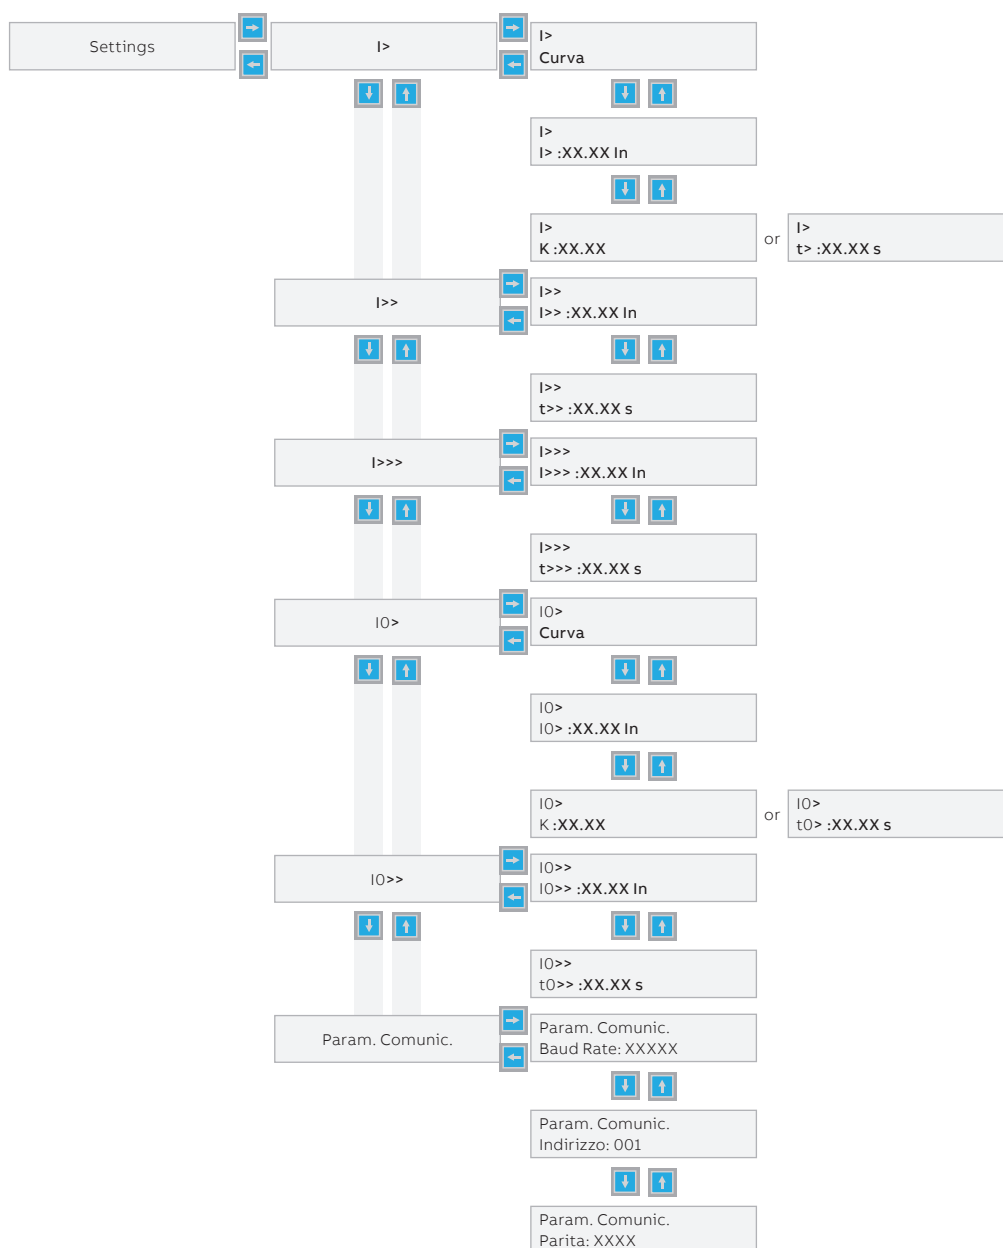 Settings
I>
I>
Curva
I>
I> :XX.XX In
I>
K :XX.XX
or
I>
t> :XX.XX s
I>>
I>>
I>> :XX.XX In
I>>
t>> :XX.XX s
I>>>
I>>>
I>>> :XX.XX In
I>>>
t>>> :XX.XX s
I0>
I0>
Curva
I0>
I0> :XX.XX In
I0>
K :XX.XX
or
I0>
t0> :XX.XX s
I0>>
I0>>
I0>> :XX.XX In
I0>>
t0>> :XX.XX s
Param. Comunic.
Param. Comunic.
Baud Rate: XXXXX
Param. Comunic.
Indirizzo: 001
Param. Comunic.
Parita: XXXX